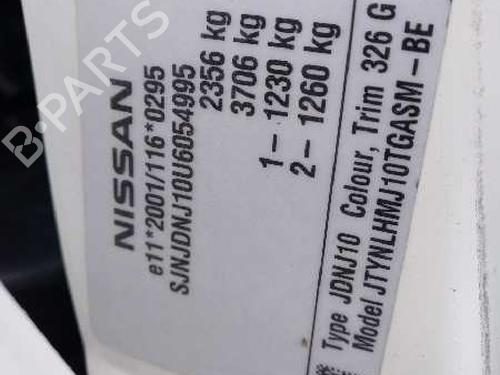 NISSAN
e11*2001/116*0295
SJNJDNJ10U6054995
2356 kg
3706 kg
1 – 1230 kg
2 – 1260 kg
Type JDNJ10 Colour, Trim 326 G
Model JTYNLHMJ10TGASM – BE